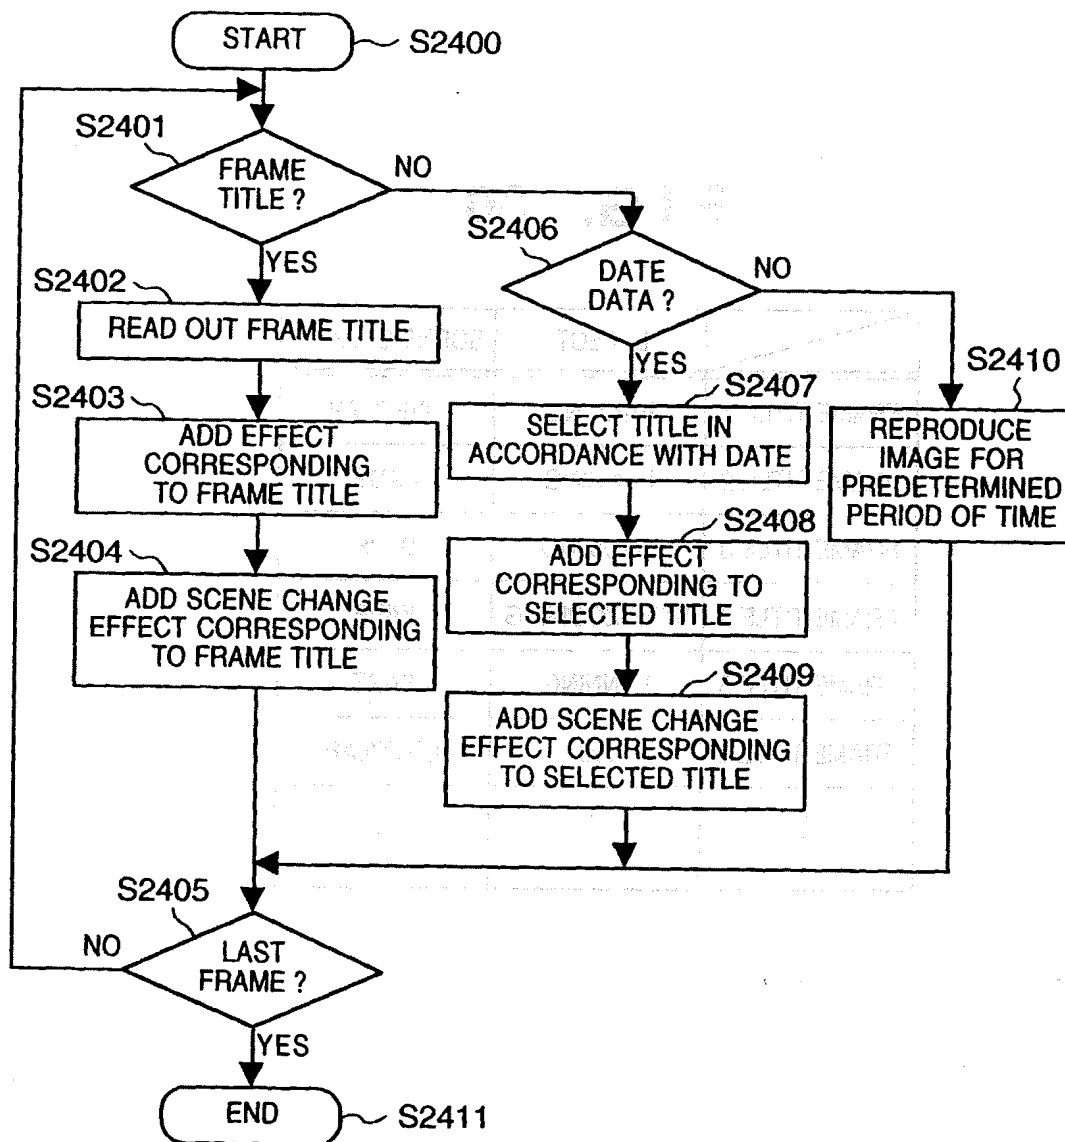 START
S2400
S2401
FRAME
TITLE ?
NO
YES
S2402
READ OUT FRAME TITLE
S2403
ADD EFFECT
CORRESPONDING
TO FRAME TITLE
S2404
ADD SCENE CHANGE
EFFECT CORRESPONDING
TO FRAME TITLE
S2406
DATE
DATA ?
NO
YES
S2407
SELECT TITLE IN
ACCORDANCE WITH DATE
S2408
ADD EFFECT
CORRESPONDING TO
SELECTED TITLE
S2409
ADD SCENE CHANGE
EFFECT CORRESPONDING
TO SELECTED TITLE
S2410
REPRODUCE
IMAGE FOR
PREDETERMINED
PERIOD OF TIME
S2405
LAST
FRAME ?
NO
YES
END
S2411